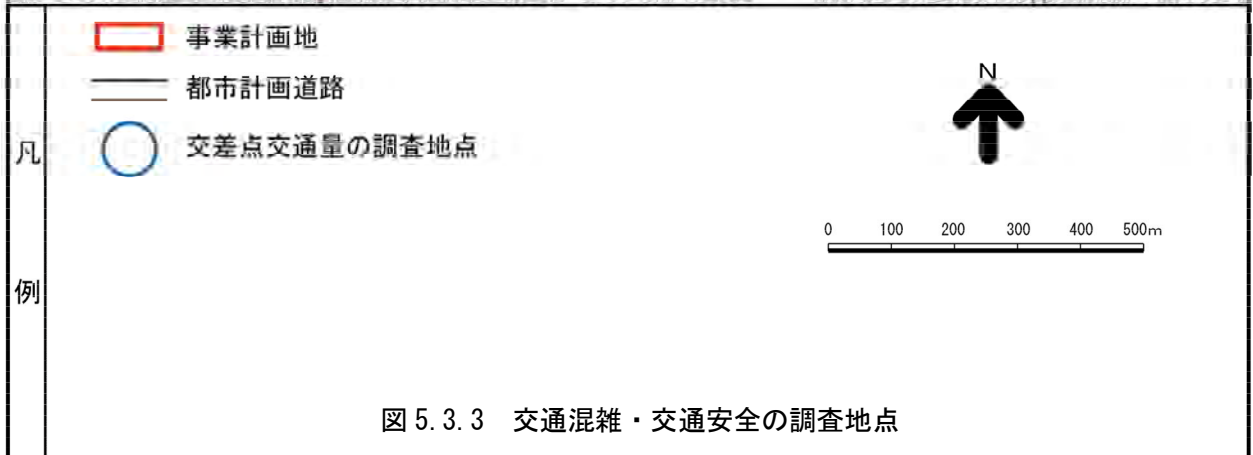 凡例
事業計画地
都市計画道路
交差点交通量の調査地点
N
0 100 200 300 400 500m
図 5.3.3 交通混雑・交通安全の調査地点